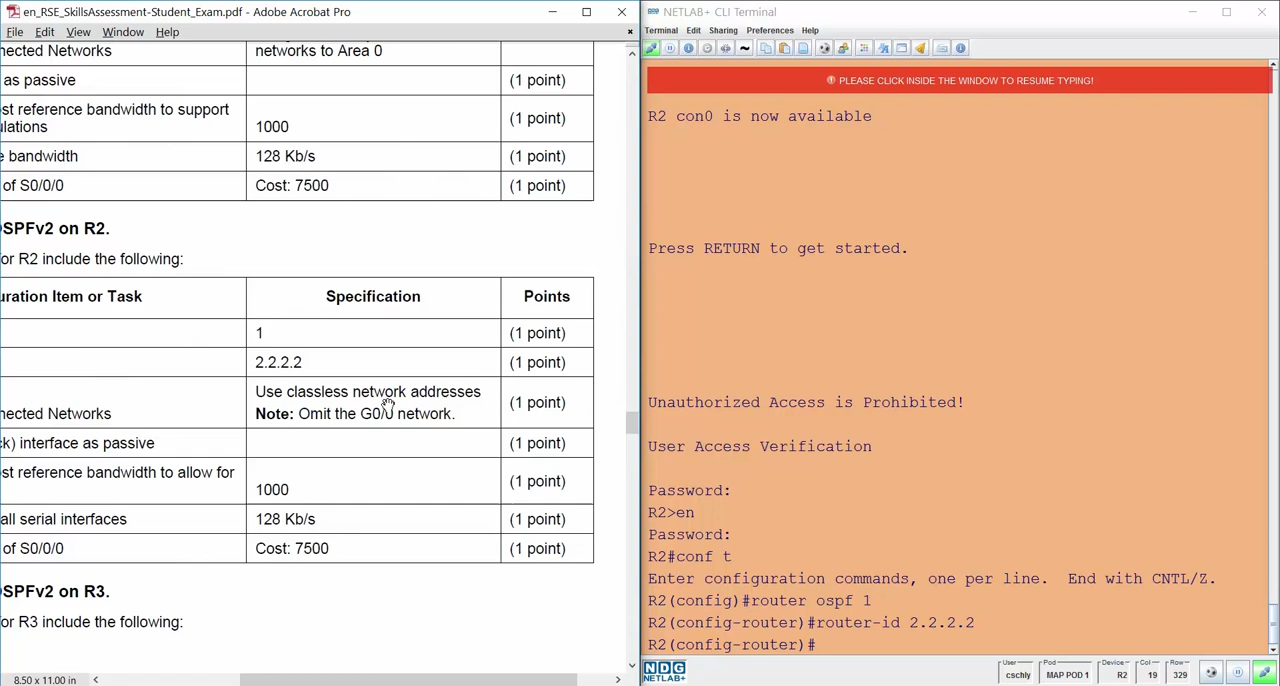 en_RSE_SkillsAssessment-Student_Exam.pdf - Adobe Acrobat Pro
File Edit View Window Help
nected Networks
networks to Area 0
as passive
(1 point)
st reference bandwidth to support
ulations
1000
(1 point)
e bandwidth
128 Kb/s
(1 point)
of S0/0/0
Cost: 7500
(1 point)
SPFv2 on R2.
or R2 include the following:
uration Item or Task
Specification
Points
1
(1 point)
2.2.2.2
(1 point)
nected Networks
Use classless network addresses
Note: Omit the G0/0 network.
(1 point)
ck) interface as passive
(1 point)
st reference bandwidth to allow for
1000
(1 point)
all serial interfaces
128 Kb/s
(1 point)
of S0/0/0
Cost: 7500
(1 point)
SPFv2 on R3.
or R3 include the following:
8.50 x 11.00 in
NETLAB+ CLI Terminal
Terminal Edit Sharing Preferences Help
PLEASE CLICK INSIDE THE WINDOW TO RESUME TYPING!
R2 con0 is now available
Press RETURN to get started.
Unauthorized Access is Prohibited!
User Access Verification
Password:
R2>en
Password:
R2#conf t
Enter configuration commands, one per line.  End with CNTL/Z.
R2(config)#router ospf 1
R2(config-router)#router-id 2.2.2.2
R2(config-router)#
NDG
NETLAB+
User
cschly
Pod
MAP POD 1
Device
R2
Col
19
Row
329